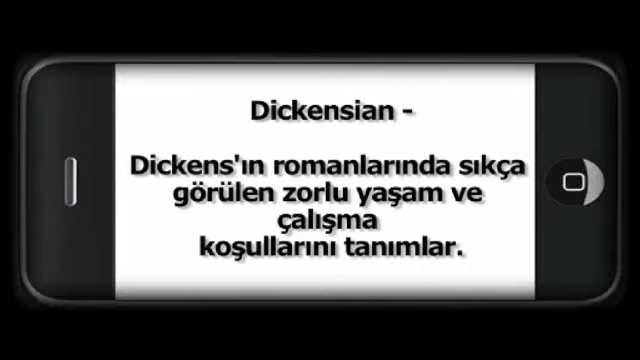 Dickensian -
Dickens'ın romanlarında sıkça
görülen zorlu yaşam ve
çalışma
koşullarını tanımlar.